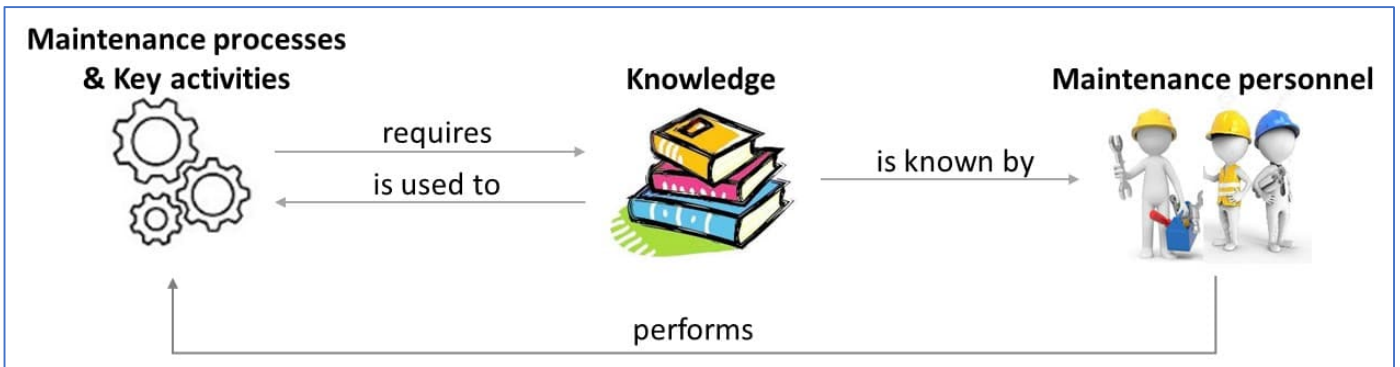 Maintenance processes
& Key activities
Knowledge
Maintenance personnel
requires
is used to
is known by
performs